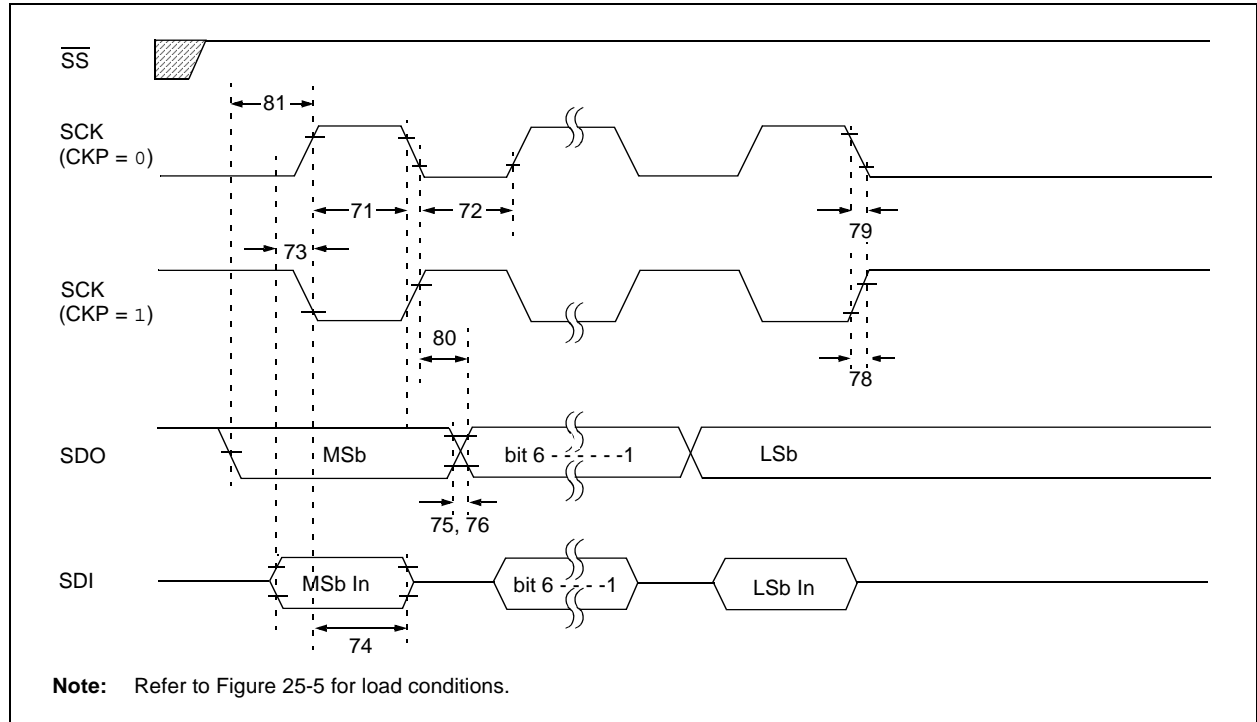 SS
81
SCK
(CKP = 0)
71
72
79
73
SCK
(CKP = 1)
80
78
SDO
MSb
bit 6 - - - - - - -1
LSb
75, 76
SDI
MSb In
bit 6 - - - - -1
LSb In
74
Note: Refer to Figure 25-5 for load conditions.